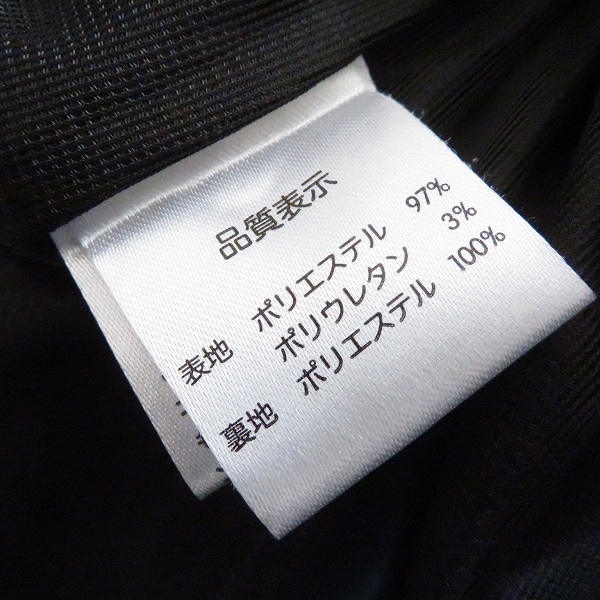 品質表示
表地 ポリエステル 97%
ポリウレタン 3%
裏地 ポリエステル 100%